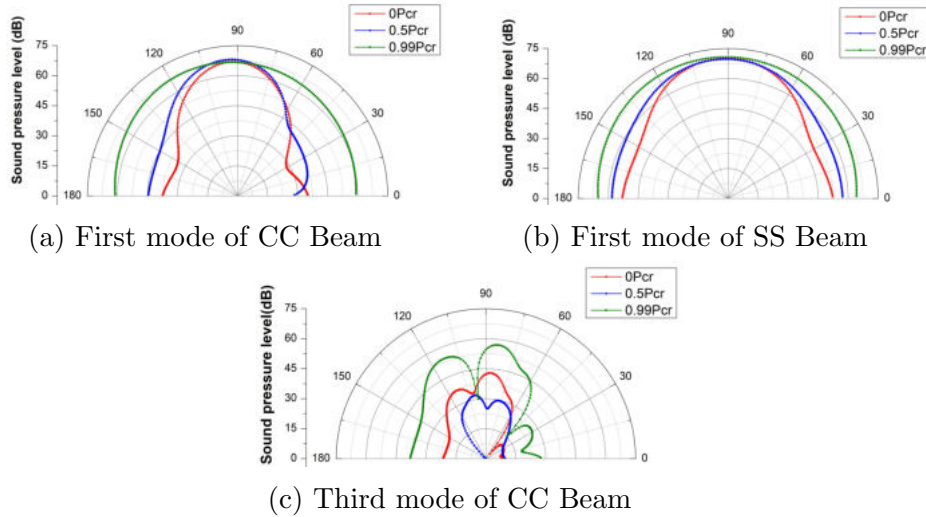 0Pcr
0.5Pcr
0.99Pcr
Sound pressure level (dB)
75
60
45
30
15
0
180
150
120
90
60
30
0
(a) First mode of CC Beam
0Pcr
0.5Pcr
0.99Pcr
Sound pressure level (dB)
75
60
45
30
15
0
180
150
120
90
60
30
0
(b) First mode of SS Beam
0Pcr
0.5Pcr
0.99Pcr
Sound pressure level(dB)
75
60
45
30
15
0
180
150
120
90
60
30
0
(c) Third mode of CC Beam